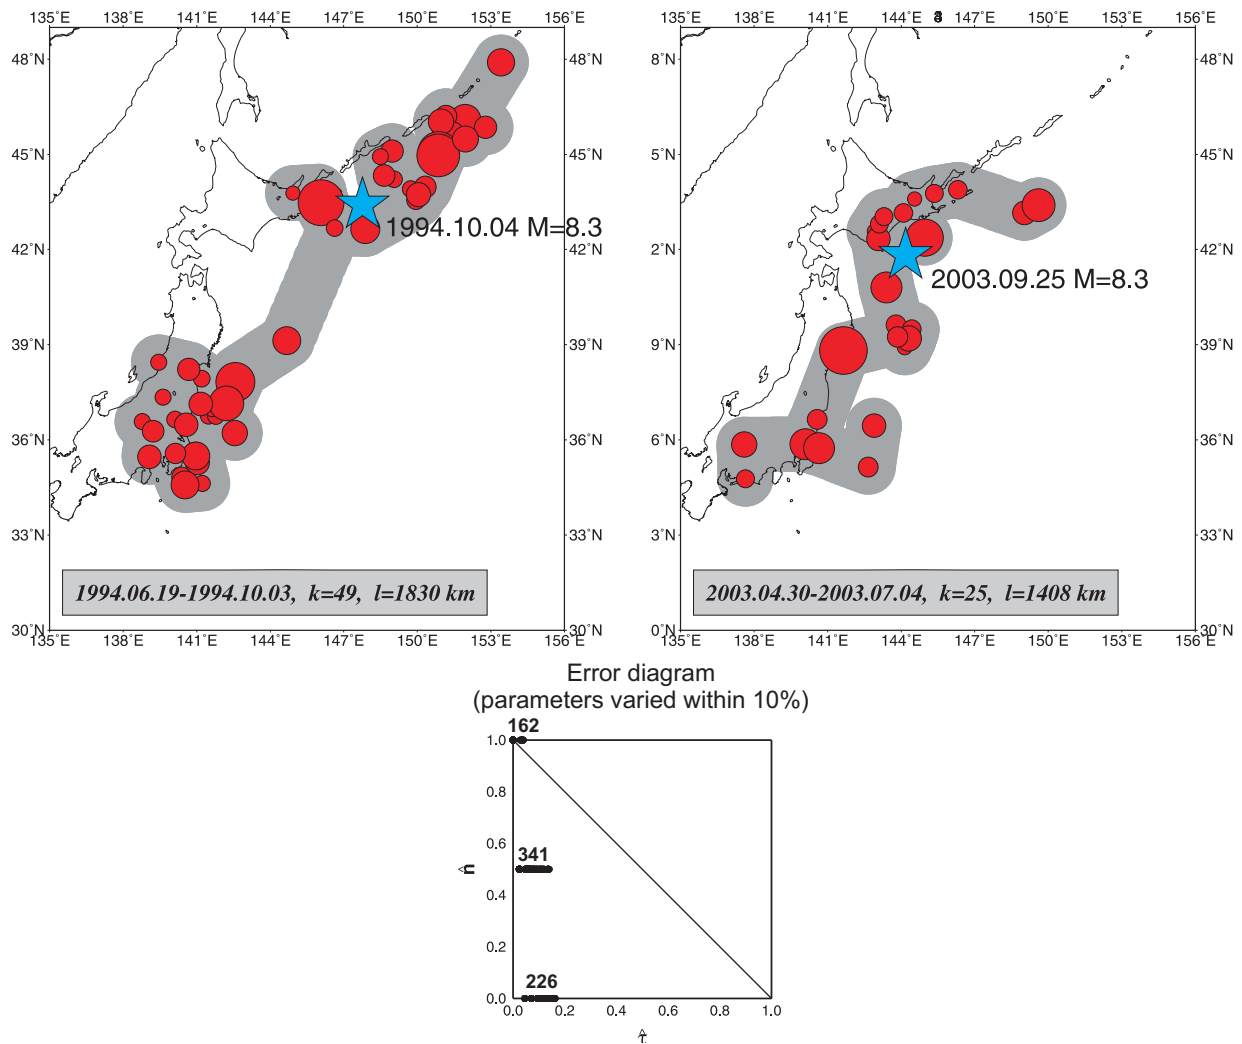 135˚E 138˚E 141˚E 144˚E 147˚E 150˚E 153˚E 156˚E
48˚N 48˚N
45˚N 45˚N
42˚N 42˚N
39˚N 39˚N
36˚N 36˚N
33˚N 33˚N
30˚N 30˚N
1994.10.04 M=8.3
1994.06.19-1994.10.03, k=49, l=1830 km
135˚E 138˚E 141˚E 144˚E 147˚E 150˚E 153˚E 156˚E
135˚E 141˚E 144˚E 150˚E 156˚E
8˚N 48˚N
5˚N 45˚N
2˚N 42˚N
9˚N 39˚N
6˚N 36˚N
3˚N 33˚N
0˚N 30˚N
2003.09.25 M=8.3
2003.04.30-2003.07.04, k=25, l=1408 km
135˚E 141˚E 144˚E 150˚E 153˚E 156˚E
Error diagram
(parameters varied within 10%)
162
1.0
0.8
0.6
341
n̂
0.4
0.2
226
0.0
0.0 0.2 0.4 0.6 0.8 1.0
τ̂